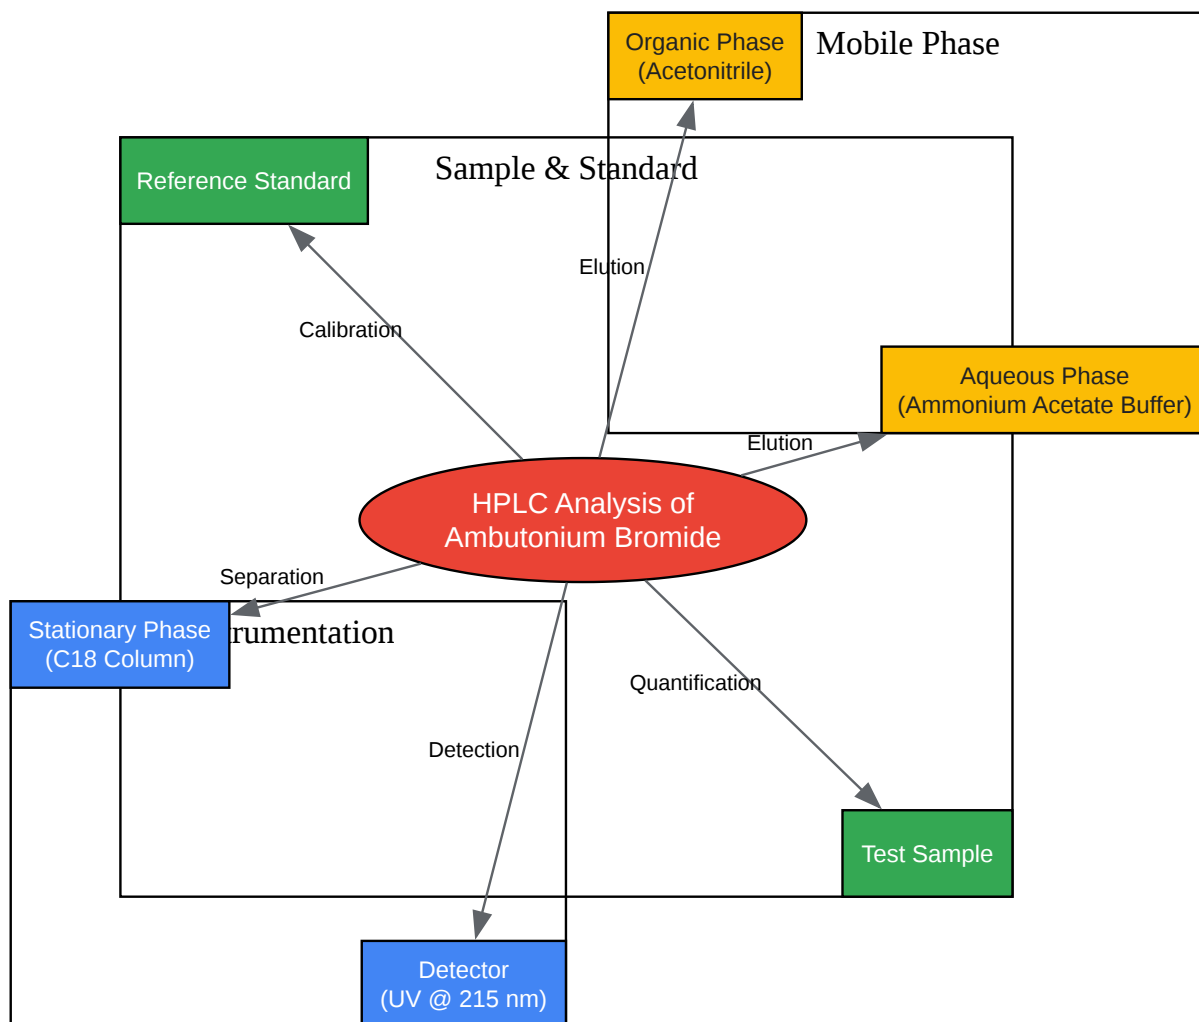 Organic Phase
(Acetonitrile)
Mobile Phase
Reference Standard
Sample & Standard
Elution
Calibration
Aqueous Phase
(Ammonium Acetate Buffer)
Elution
HPLC Analysis of
Ambutonium Bromide
Separation
Stationary Phase
(C18 Column)
trumentation
Quantification
Detection
Test Sample
Detector
(UV @ 215 nm)